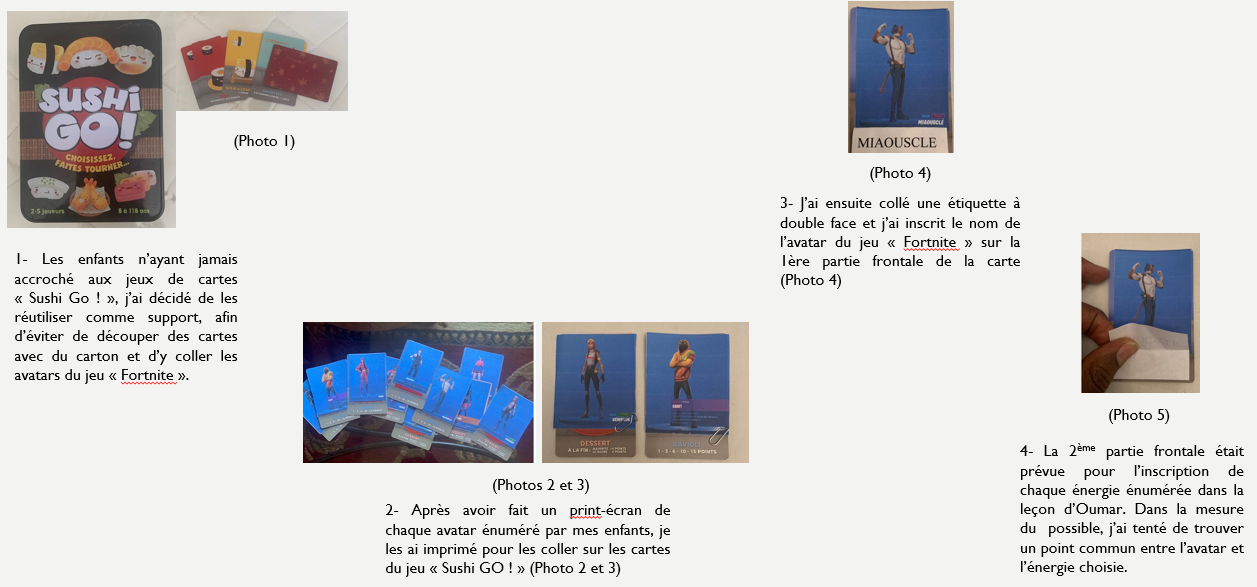 SUSHI
GO!
CHOISISSEZ,
FAITES TOURNER...
2-5 joueurs
8 à 118 ans
(Photo 1)
1- Les enfants n’ayant jamais
accroché aux jeux de cartes
« Sushi Go ! », j’ai décidé de les
réutiliser comme support, afin
d’éviter de découper des cartes
avec du carton et d’y coller les
avatars du jeu « Fortnite ».
DESSERT
A LA FIN
RAVIOLI
1 · 3 · 6 · 10 · 15 POINTS
(Photos 2 et 3)
2- Après avoir fait un print-écran de
chaque avatar énuméré par mes enfants, je
les ai imprimé pour les coller sur les cartes
du jeu « Sushi GO ! » (Photo 2 et 3)
MIAOUSCLÉ
MIAOUSCLE
(Photo 4)
3- J’ai ensuite collé une étiquette à
double face et j’ai inscrit le nom de
l’avatar du jeu « Fortnite » sur la
1ère partie frontale de la carte
(Photo 4)
(Photo 5)
4- La 2ème partie frontale était
prévue pour l’inscription de
chaque énergie énumérée dans la
leçon d’Oumar. Dans la mesure
du possible, j’ai tenté de trouver
un point commun entre l’avatar et
l’énergie choisie.